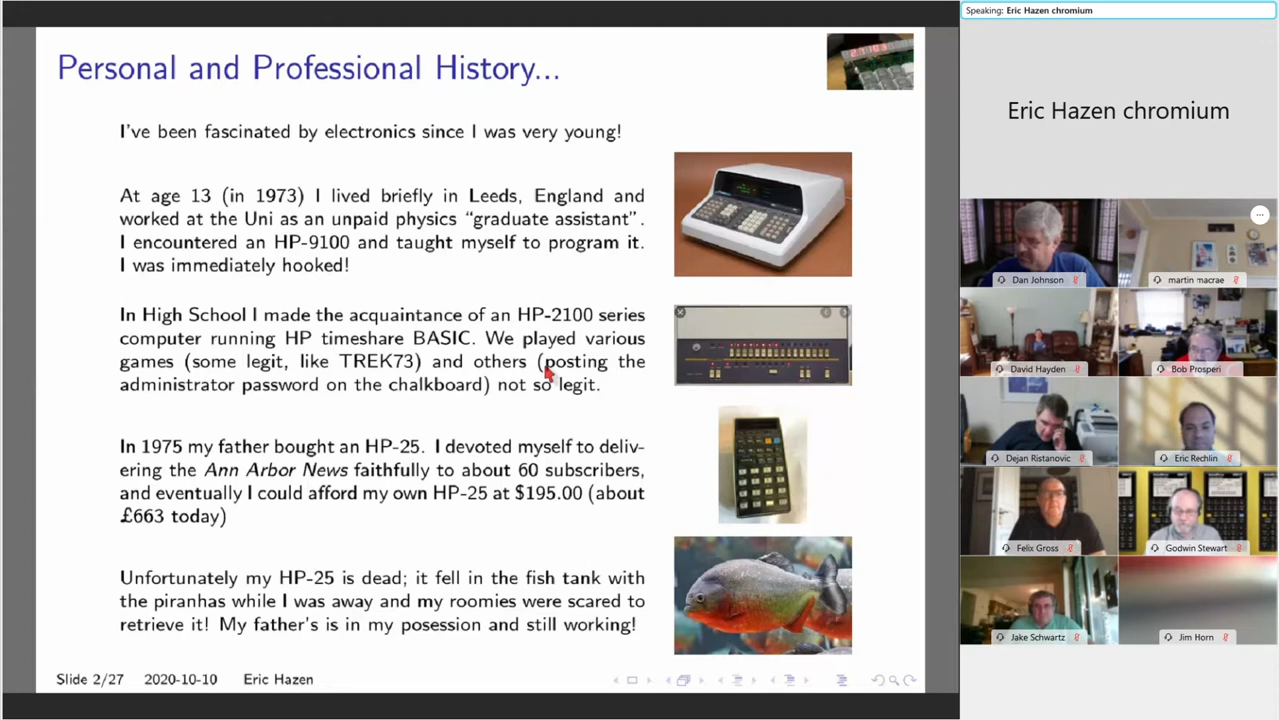 Speaking: Eric Hazen chromium
Personal and Professional History...
I've been fascinated by electronics since I was very young!
At age 13 (in 1973) I lived briefly in Leeds, England and
worked at the Uni as an unpaid physics “graduate assistant”.
I encountered an HP-9100 and taught myself to program it.
I was immediately hooked!
In High School I made the acquaintance of an HP-2100 series
computer running HP timeshare BASIC. We played various
games (some legit, like TREK73) and others (posting the
administrator password on the chalkboard) not so legit.
In 1975 my father bought an HP-25. I devoted myself to deliv-
ering the Ann Arbor News faithfully to about 60 subscribers,
and eventually I could afford my own HP-25 at $195.00 (about
£663 today)
Unfortunately my HP-25 is dead; it fell in the fish tank with
the piranhas while I was away and my roomies were scared to
retrieve it! My father's is in my posession and still working!
Slide 2/27 2020-10-10 Eric Hazen
Eric Hazen chromium
Dan Johnson
martin macrae
David Hayden
Bob Prosperi
Dejan Ristanovic
Eric Rechlin
Felix Gross
Godwin Stewart
Jake Schwartz
Jim Horn